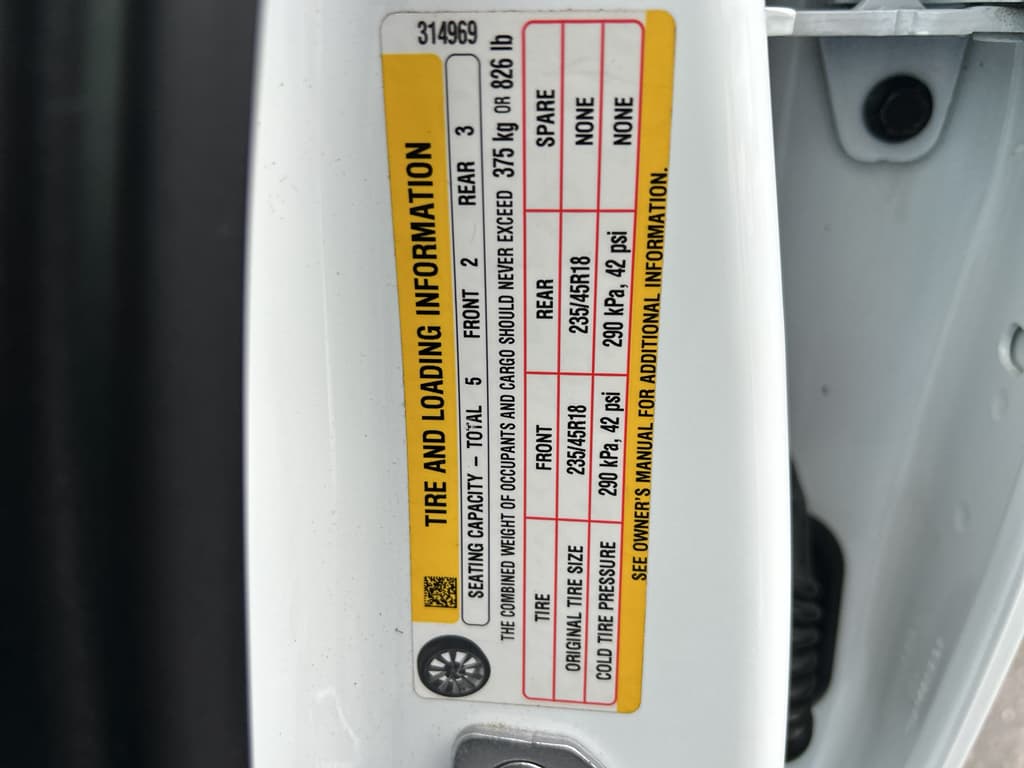 314969
TIRE AND LOADING INFORMATION
SEATING CAPACITY – TOTAL 5 FRONT 2 REAR 3
THE COMBINED WEIGHT OF OCCUPANTS AND CARGO SHOULD NEVER EXCEED 375 kg OR 826 lb
TIRE FRONT REAR SPARE
ORIGINAL TIRE SIZE 235/45R18 235/45R18 NONE
COLD TIRE PRESSURE 290 kPa, 42 psi 290 kPa, 42 psi NONE
SEE OWNER'S MANUAL FOR ADDITIONAL INFORMATION.